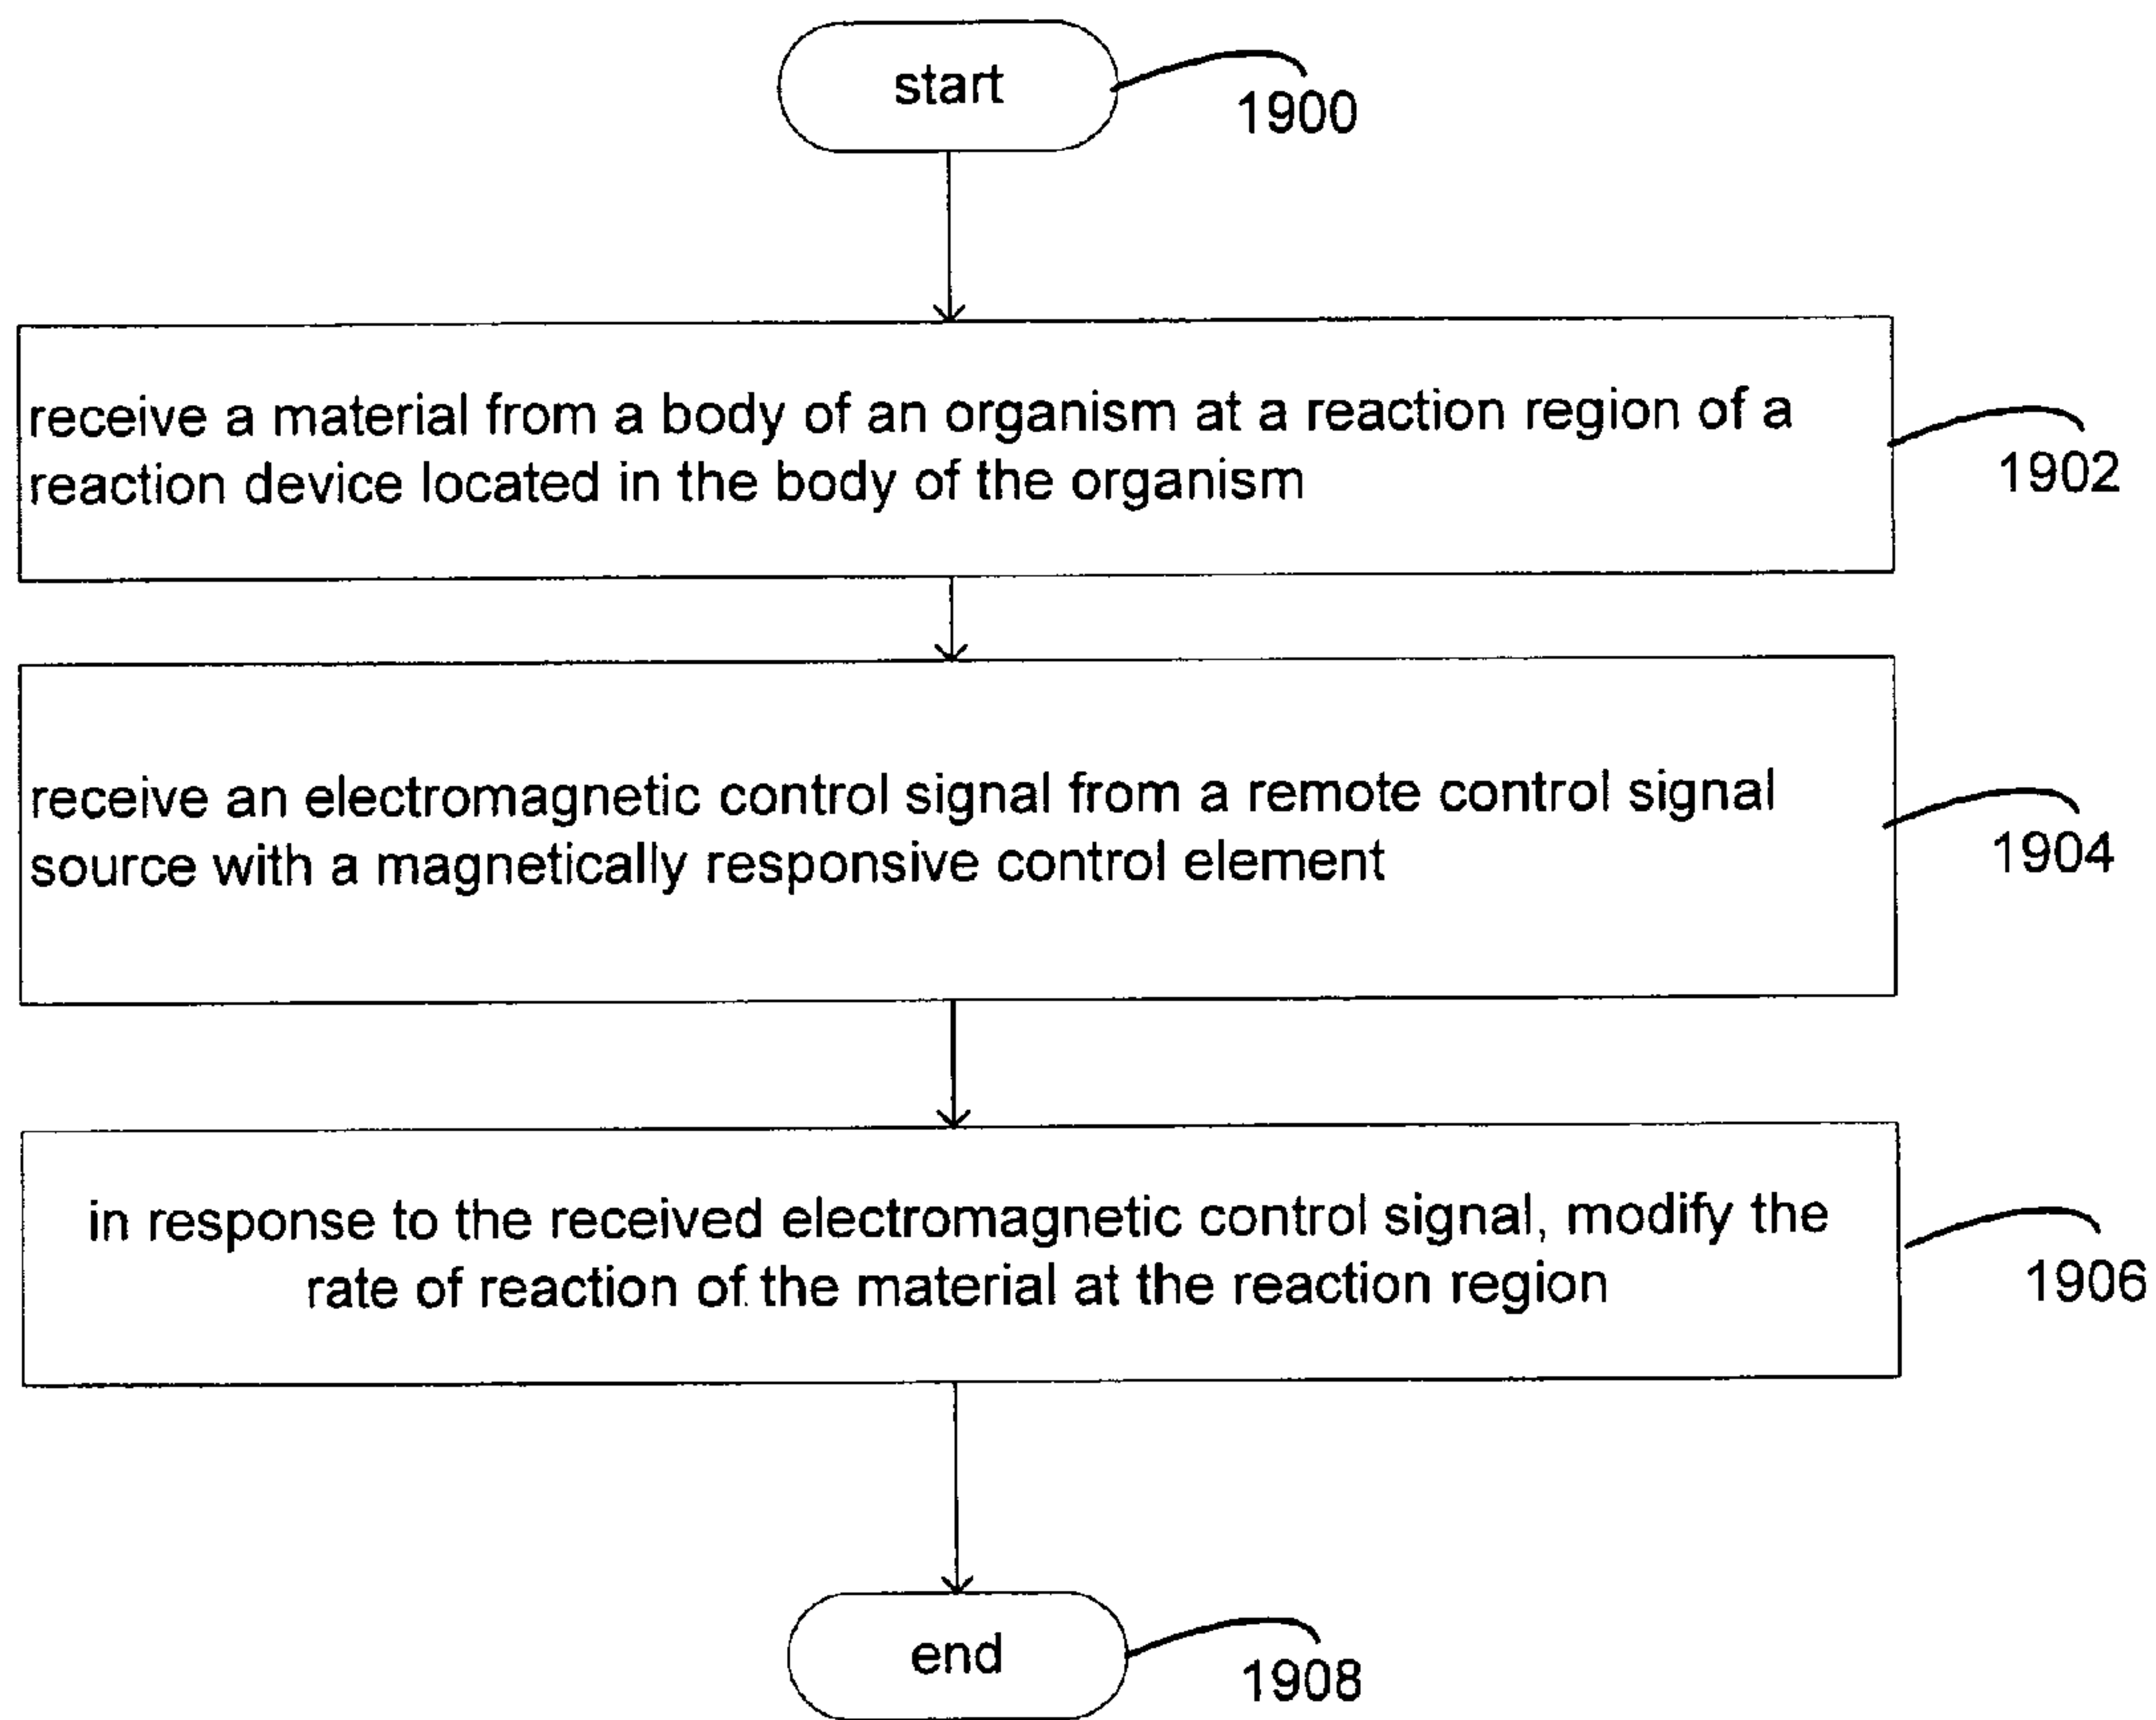 start
1900
receive a material from a body of an organism at a reaction region of a
reaction device located in the body of the organism
1902
receive an electromagnetic control signal from a remote control signal
source with a magnetically responsive control element
1904
in response to the received electromagnetic control signal, modify the
rate of reaction of the material at the reaction region
1906
end
1908